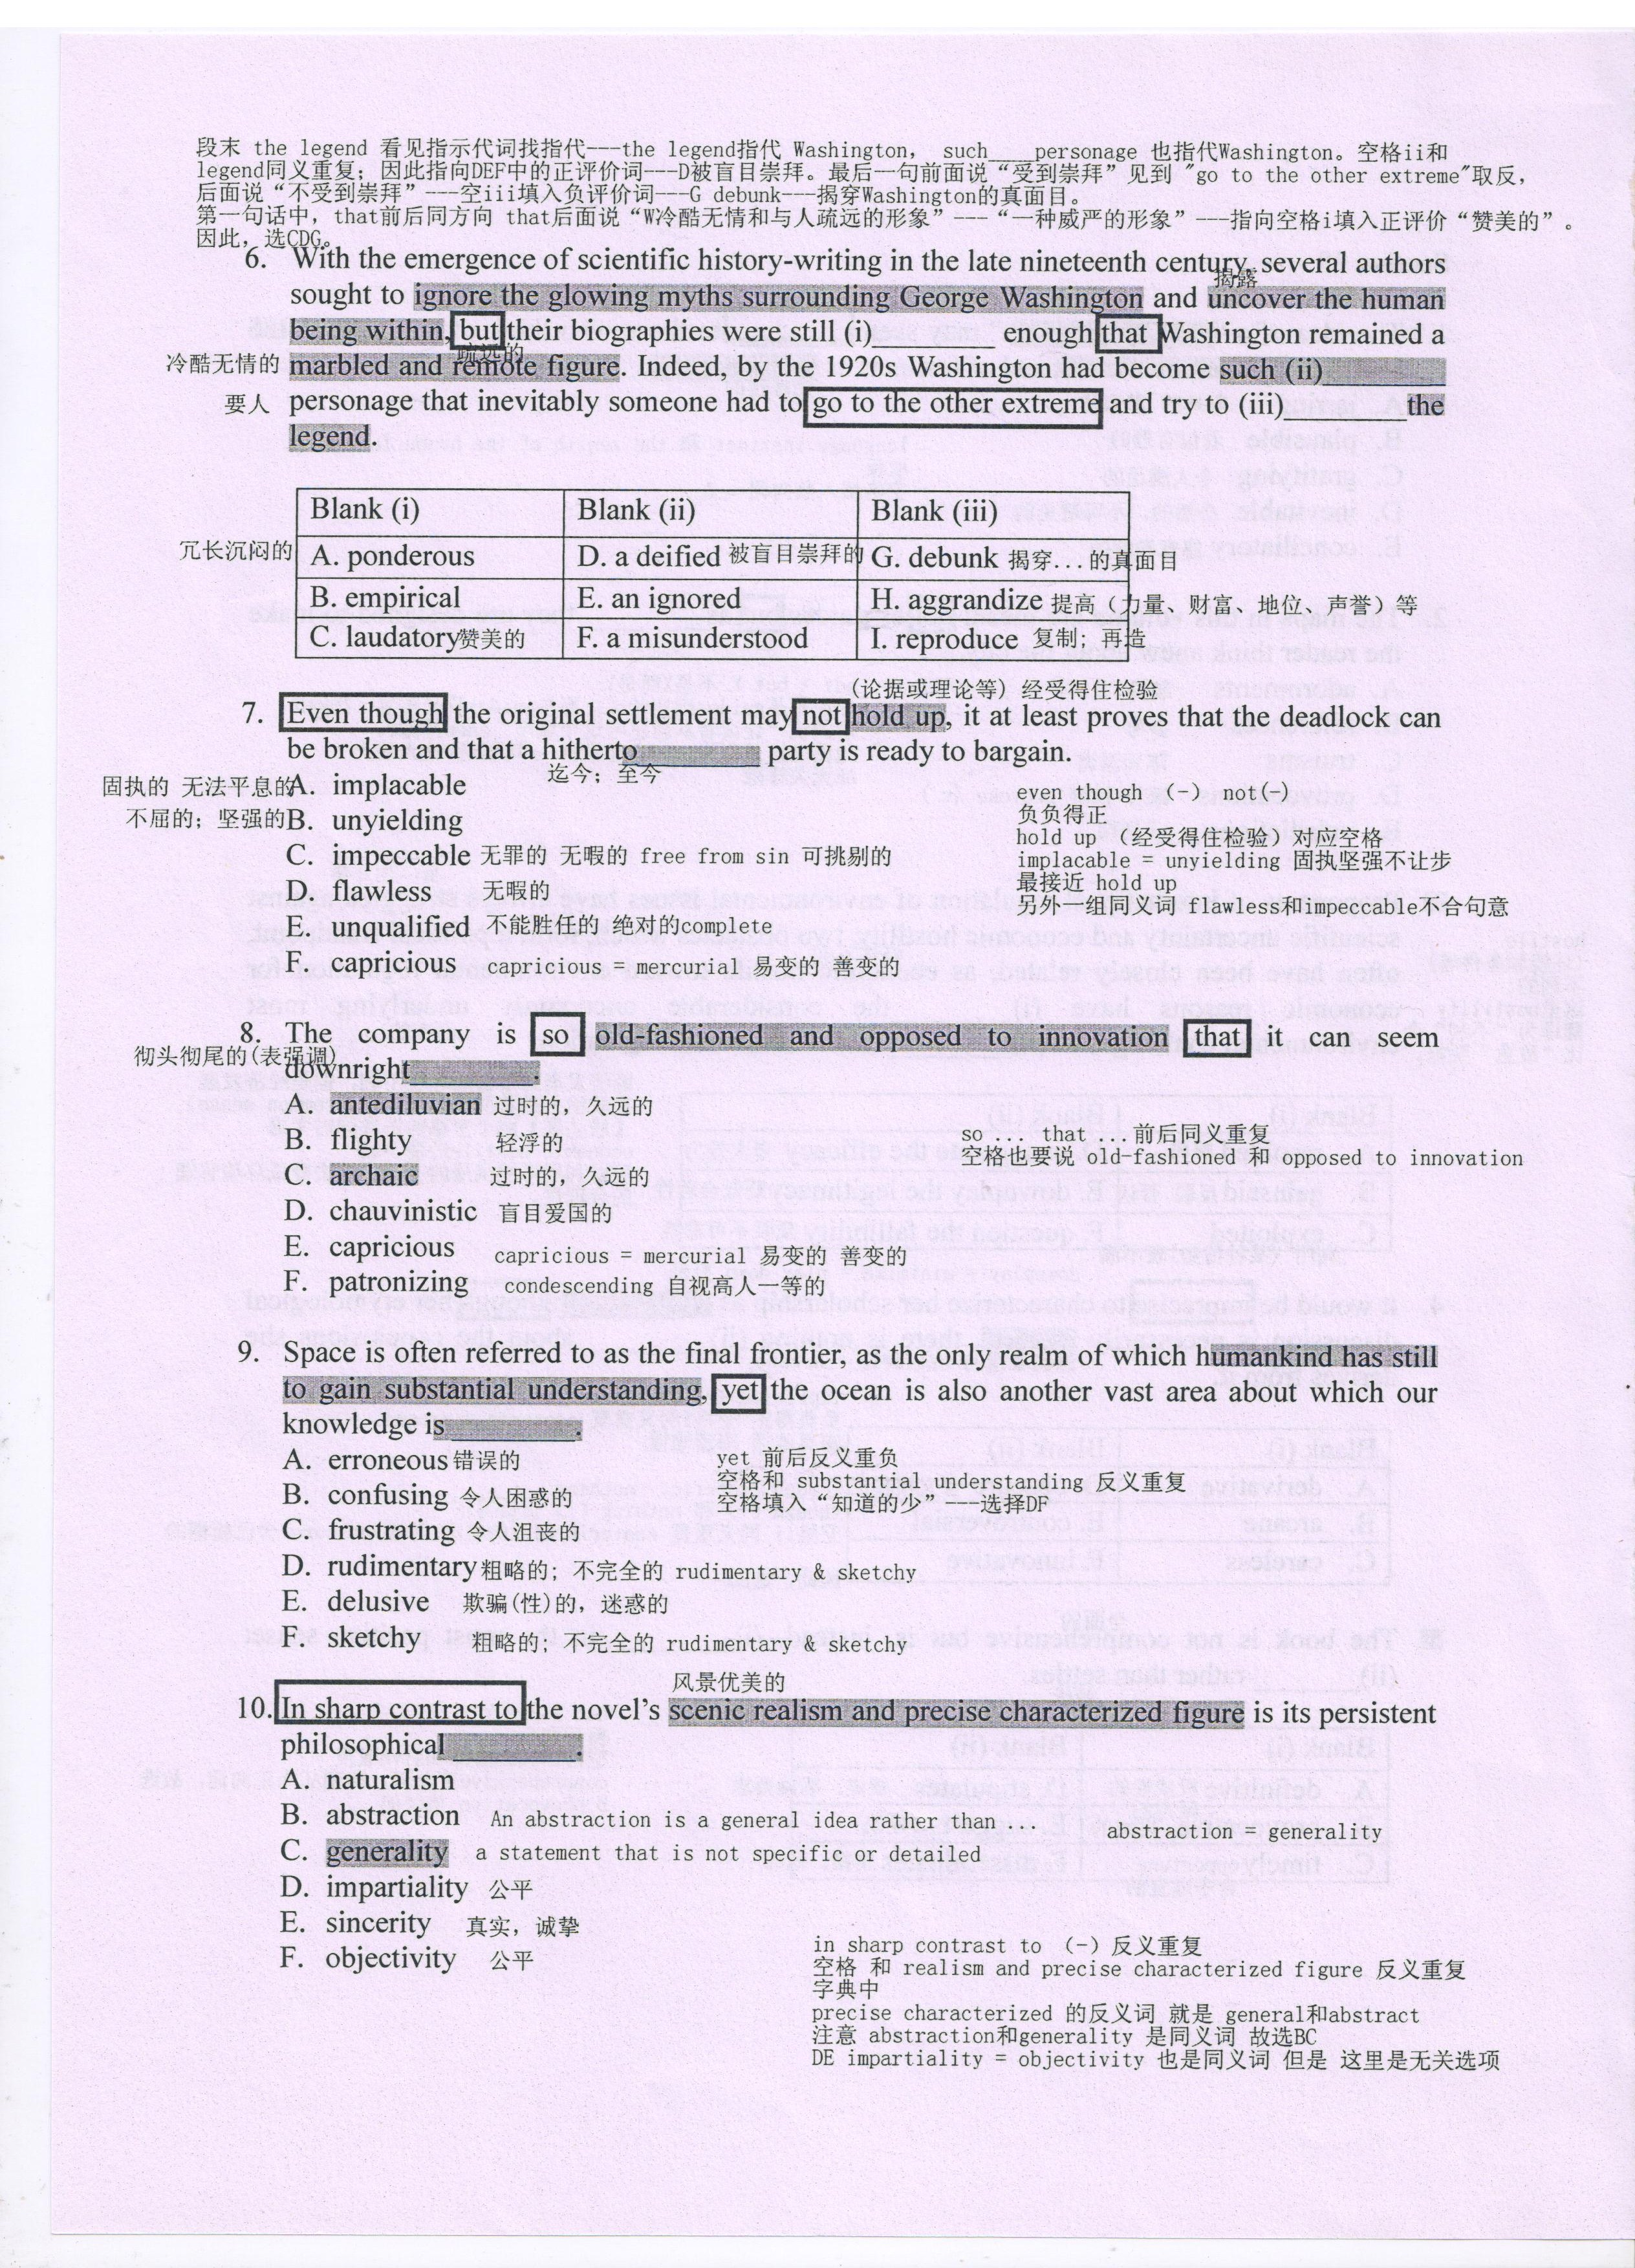 段末 the legend 看见指示代词找指代---the legend指代 Washington， such____personage 也指代Washington。空格ii和
legend同义重复；因此指向DEF中的正评价词---D被盲目崇拜。最后一句前面说“受到崇拜”见到 "go to the other extreme"取反，
后面说“不受到崇拜”---空iii填入负评价词---G debunk---揭穿Washington的真面目。
第一句话中，that前后同方向 that后面说“W冷酷无情和与人疏远的形象”---“一种威严的形象”---指向空格i填入正评价“赞美的”。
因此，选CDG。
6. With the emergence of scientific history-writing in the late nineteenth century, several authors
揭露
sought to ignore the glowing myths surrounding George Washington and uncover the human
being within, but their biographies were still (i)________ enough that Washington remained a
疏远的
冷酷无情的 marbled and remote figure. Indeed, by the 1920s Washington had become such (ii)________
要人 personage that inevitably someone had to go to the other extreme and try to (iii)________the
legend.
Blank (i) Blank (ii) Blank (iii)
冗长沉闷的 A. ponderous D. a deified 被盲目崇拜的 G. debunk 揭穿...的真面目
B. empirical E. an ignored H. aggrandize 提高（力量、财富、地位、声誉）等
C. laudatory赞美的 F. a misunderstood I. reproduce 复制；再造
(论据或理论等) 经受得住检验
7. Even though the original settlement may not hold up, it at least proves that the deadlock can
be broken and that a hitherto________ party is ready to bargain.
迄今；至今
固执的 无法平息的A. implacable
不屈的；坚强的B. unyielding
C. impeccable 无罪的 无暇的 free from sin 可挑剔的
D. flawless 无暇的
E. unqualified 不能胜任的 绝对的complete
F. capricious capricious = mercurial 易变的 善变的
even though （-） not(-)
负负得正
hold up （经受得住检验）对应空格
implacable = unyielding 固执坚强不让步
最接近 hold up
另外一组同义词 flawless和impecable不合句意
8. The company is so old-fashioned and opposed to innovation that it can seem
彻头彻尾的(表强调)
downright________.
A. antediluvian 过时的，久远的
B. flighty 轻浮的
C. archaic 过时的，久远的
D. chauvinistic 盲目爱国的
E. capricious capricious = mercurial 易变的 善变的
F. patronizing condescending 自视高人一等的
so ... that ...前后同义重复
空格也要说 old-fashioned 和 opposed to innovation
9. Space is often referred to as the final frontier, as the only realm of which humankind has still
to gain substantial understanding, yet the ocean is also another vast area about which our
knowledge is________.
A. erroneous 错误的
B. confusing 令人困惑的
C. frustrating 令人沮丧的
D. rudimentary粗略的；不完全的 rudimentary & sketchy
E. delusive 欺骗(性)的，迷惑的
F. sketchy 粗略的；不完全的 rudimentary & sketchy
yet 前后反义重负
空格和 substantial understanding 反义重复
空格填入“知道的少”---选择DF
风景优美的
10. In sharp contrast to the novel's scenic realism and precise characterized figure is its persistent
philosophical________.
A. naturalism
B. abstraction An abstraction is a general idea rather than ...
C. generality a statement that is not specific or detailed
abstraction = generality
D. impartiality 公平
E. sincerity 真实，诚挚
F. objectivity 公平
in sharp contrast to （-）反义重复
空格 和 realism and precise characterized figure 反义重复
字典中
precise characterized 的反义词 就是 general和abstract
注意 abstraction和generality 是同义词 故选BC
DE impartiality = objectivity 也是同义词 但是 这里是无关选项